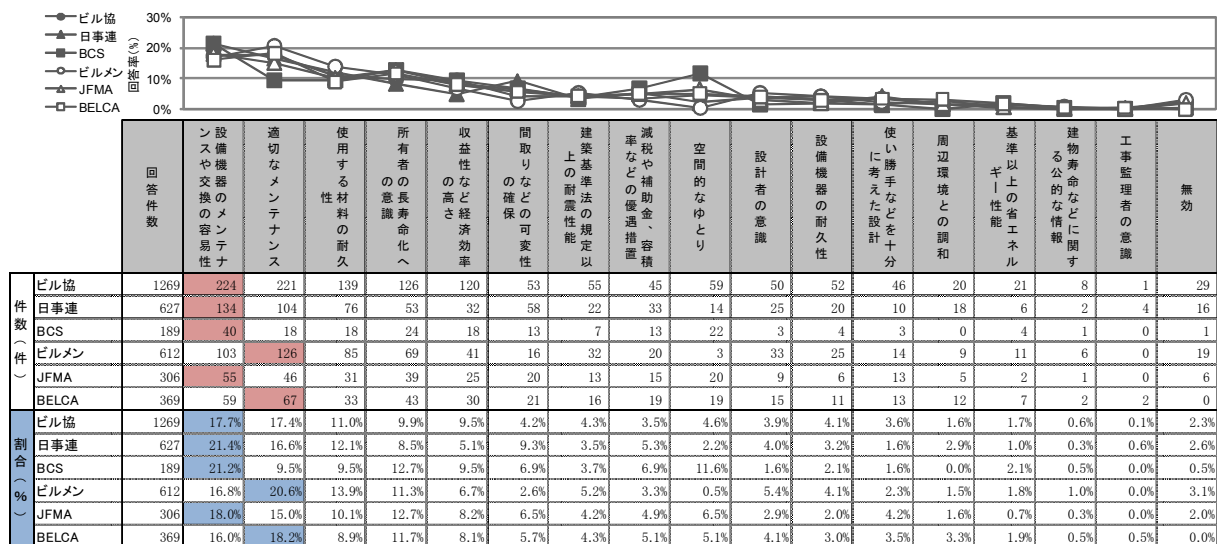 ビル協
日事連
BCS
ビルメン
JFMA
BELCA
回答率(%)
30%
20%
10%
0%
回答件数
設備機器のメンテナンスや交換の容易性
適切なメンテナンス
使用する材料の耐久性
所有者の長寿命化への意識
収益性など経済効率の高さ
間取りなどの可変性の確保
建築基準法の規定以上の耐震性能
減税や補助金、容積率などの優遇措置
空間的なゆとり
設計者の意識
設備機器の耐久性
使い勝手などを十分に考えた設計
周辺環境との調和
基準以上の省エネルギー性能
建物寿命などに関する公的な情報
工事監理者の意識
無効
件数(件)
ビル協 1269 224 221 139 126 120 53 55 45 59 50 52 46 20 21 8 1 29
日事連 627 134 104 76 53 32 58 22 33 14 25 20 10 18 6 2 4 16
BCS 189 40 18 18 24 18 13 7 13 22 3 4 3 0 4 1 0 1
ビルメン 612 103 126 85 69 41 16 32 20 3 33 25 14 9 11 6 0 19
JFMA 306 55 46 31 39 25 20 13 15 20 9 6 13 5 2 1 0 6
BELCA 369 59 67 33 43 30 21 16 19 19 15 11 13 12 7 2 2 0
割合(%)
ビル協 1269 17.7% 17.4% 11.0% 9.9% 9.5% 4.2% 4.3% 3.5% 4.6% 3.9% 4.1% 3.6% 1.6% 1.7% 0.6% 0.1% 2.3%
日事連 627 21.4% 16.6% 12.1% 8.5% 5.1% 9.3% 3.5% 5.3% 2.2% 4.0% 3.2% 1.6% 2.9% 1.0% 0.3% 0.6% 2.6%
BCS 189 21.2% 9.5% 9.5% 12.7% 9.5% 6.9% 3.7% 6.9% 11.6% 1.6% 2.1% 1.6% 0.0% 2.1% 0.5% 0.0% 0.5%
ビルメン 612 16.8% 20.6% 13.9% 11.3% 6.7% 2.6% 5.2% 3.3% 0.5% 5.4% 4.1% 2.3% 1.5% 1.8% 1.0% 0.0% 3.1%
JFMA 306 18.0% 15.0% 10.1% 12.7% 8.2% 6.5% 4.2% 4.9% 6.5% 2.9% 2.0% 4.2% 1.6% 0.7% 0.3% 0.0% 2.0%
BELCA 369 16.0% 18.2% 8.9% 11.7% 8.1% 5.7% 4.3% 5.1% 5.1% 4.1% 3.0% 3.5% 3.3% 1.9% 0.5% 0.5% 0.0%